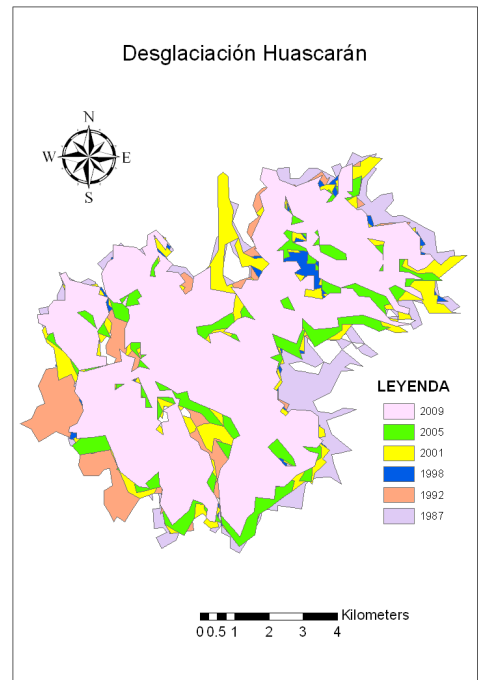 Desglaciación Huascarán
N
W E
S
LEYENDA
2009
2005
2001
1998
1992
1987
Kilometers
0 0.5 1 2 3 4